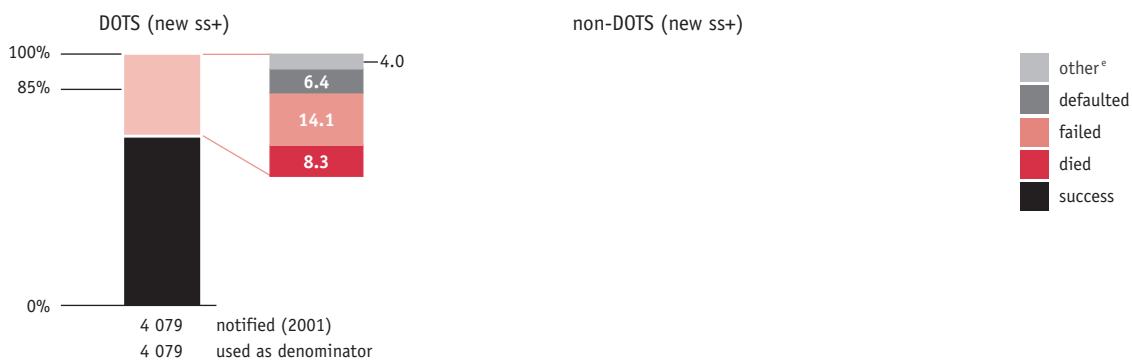 DOTS (new ss+)
non-DOTS (new ss+)
100%
85%
0%
4.0
6.4
14.1
8.3
other e
defaulted
failed
died
success
4 079 notified (2001)
4 079 used as denominator